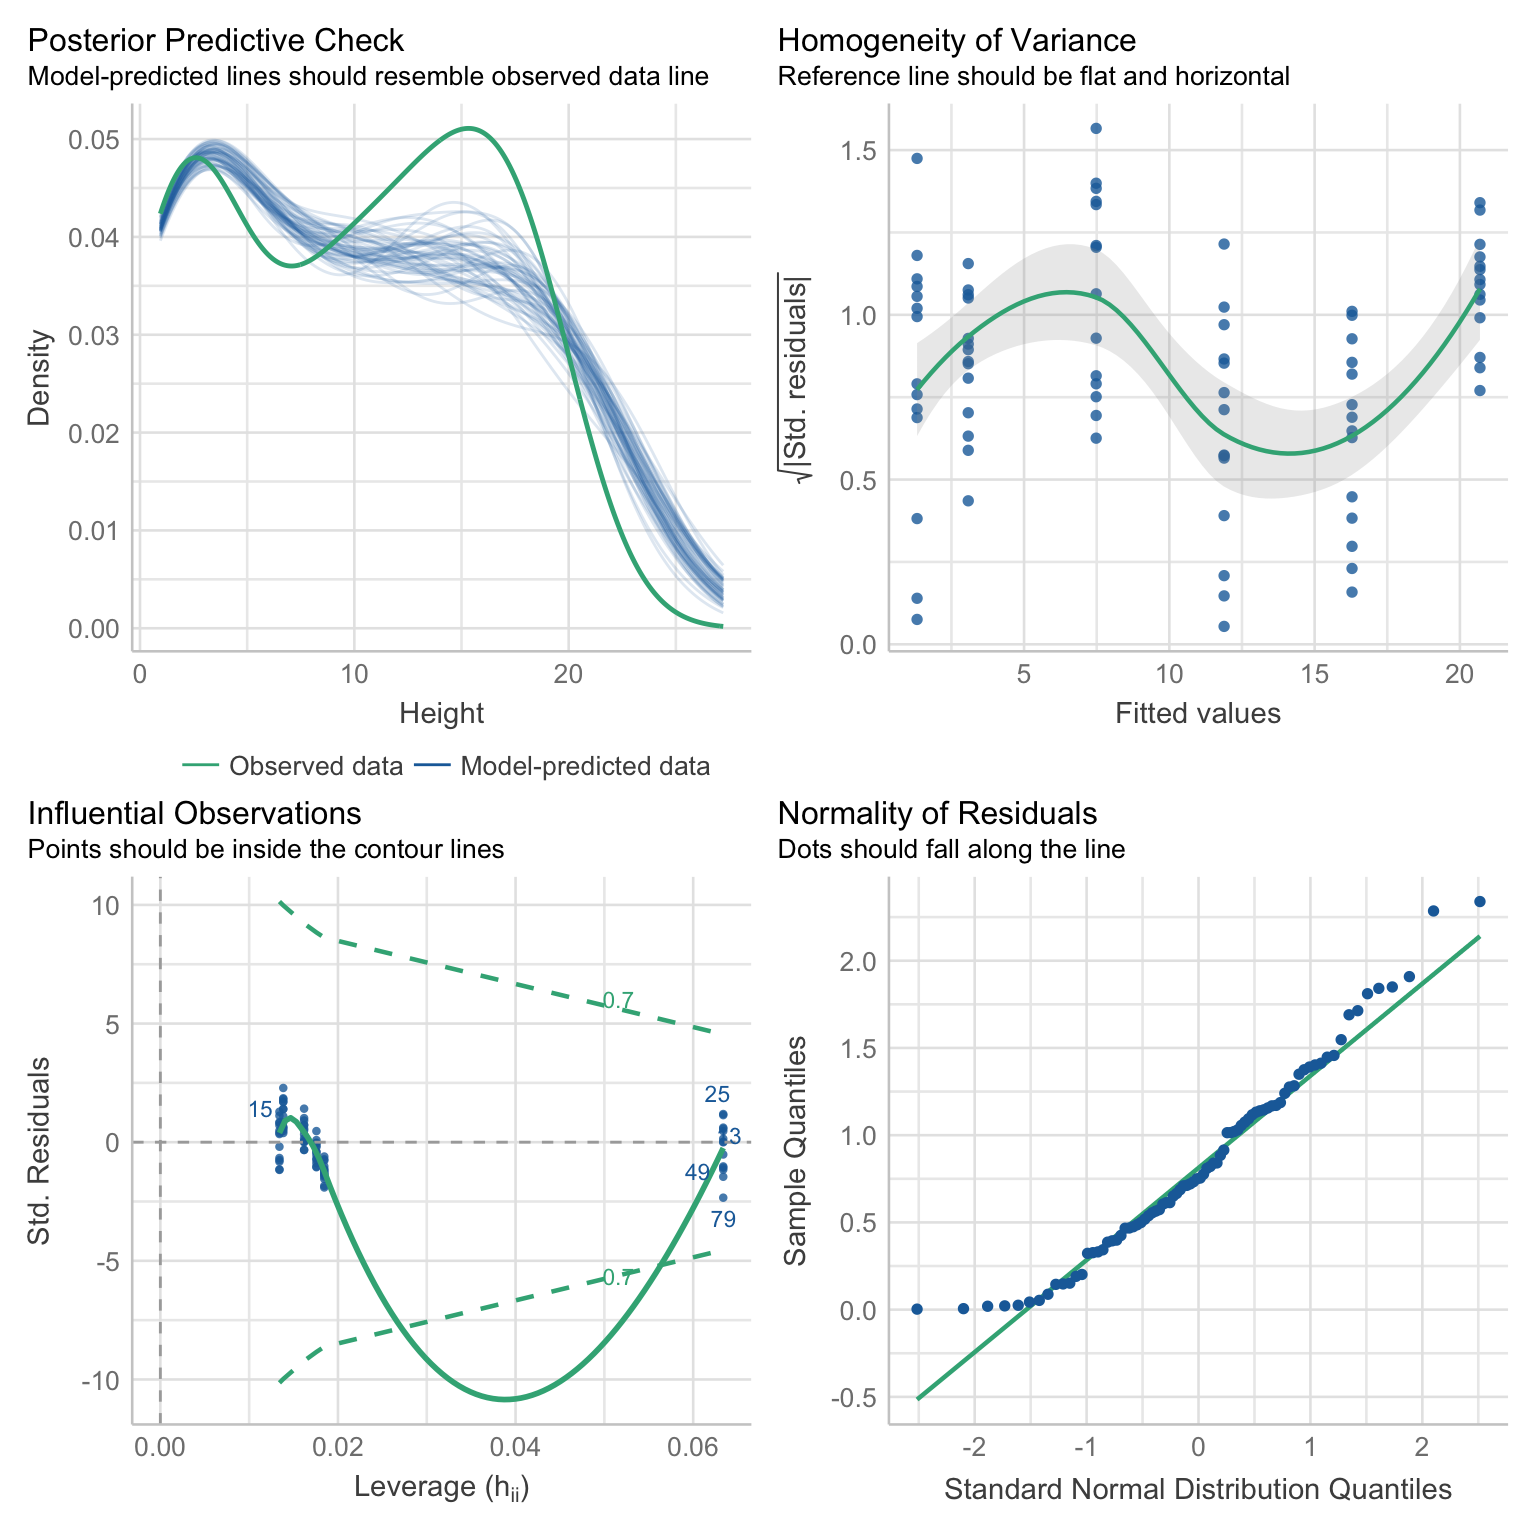 Posterior Predictive Check
Model-predicted lines should resemble observed data line
0.05
0.04
0.03
0.02
0.01
0.00
Density
0
10
20
Height
Observed data
Model-predicted data
Homogeneity of Variance
Reference line should be flat and horizontal
1.5
1.0
0.5
0.0
√|Std. residuals|
5
10
15
20
Fitted values
Influential Observations
Points should be inside the contour lines
10
5
0
-5
-10
Std. Residuals
0.7
0.7
15
25
3
49
79
0.00
0.02
0.04
0.06
Leverage (hii)
Normality of Residuals
Dots should fall along the line
2.0
1.5
1.0
0.5
0.0
-0.5
Sample Quantiles
-2
-1
0
1
2
Standard Normal Distribution Quantiles